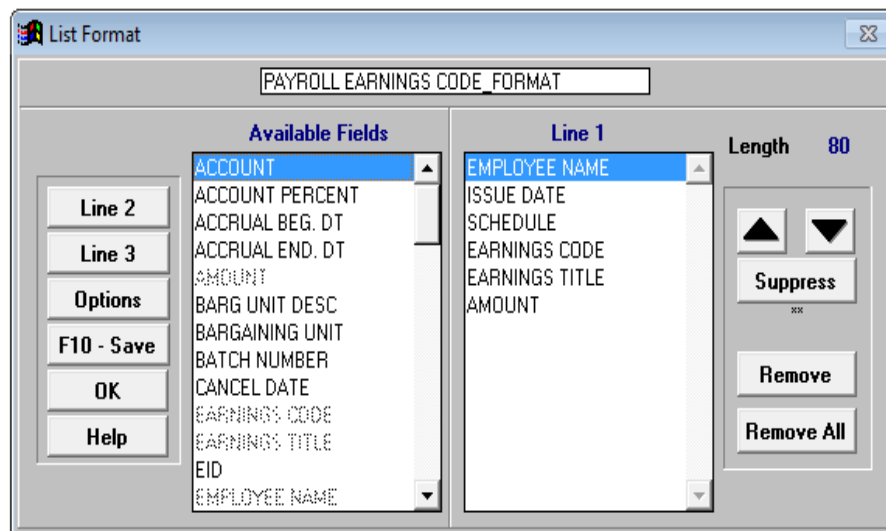 List Format
PAYROLL EARNINGS CODE_FORMAT
Available Fields
Line 1
Length 80
Line 2
Line 3
Options
F10 - Save
OK
Help
ACCOUNT
ACCOUNT PERCENT
ACCRUAL BEG. DT
ACCRUAL END. DT
AMOUNT
BARG UNIT DESC
BARGAINING UNIT
BATCH NUMBER
CANCEL DATE
EARNINGS CODE
EARNINGS TITLE
EID
EMPLOYEE NAME
EMPLOYEE NAME
ISSUE DATE
SCHEDULE
EARNINGS CODE
EARNINGS TITLE
AMOUNT
Suppress
xx
Remove
Remove All